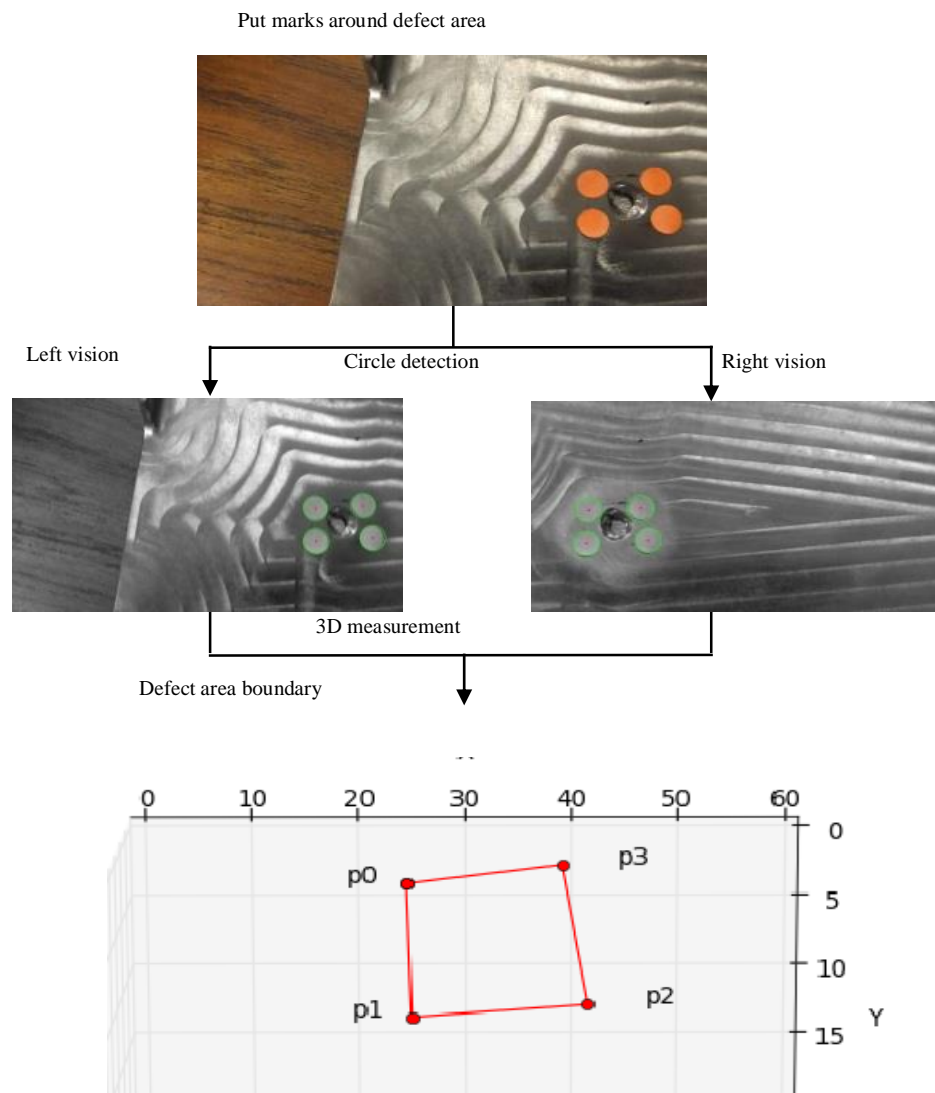 Put marks around defect area
Left vision
Circle detection
Right vision
3D measurement
Defect area boundary
0 10 20 30 40 50 60
0
p3
p0
5
10
p2
p1
Y
15